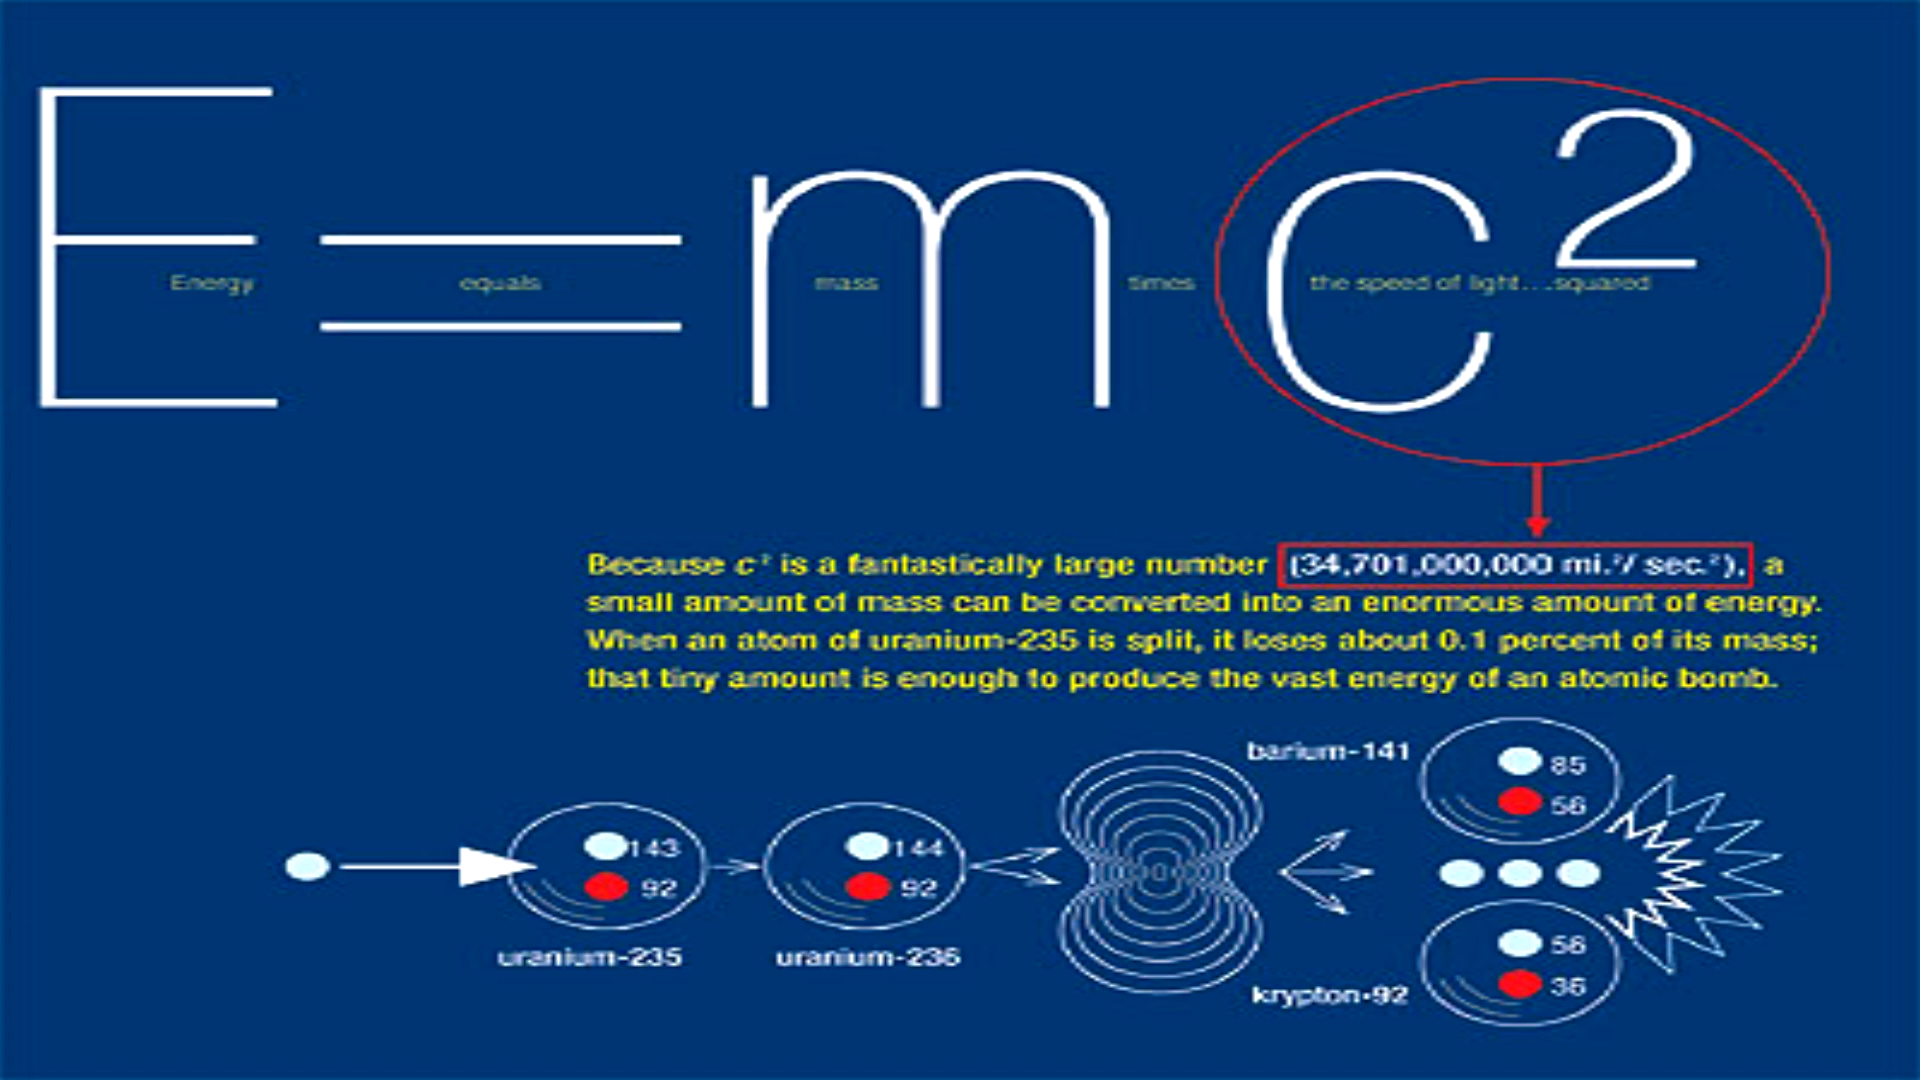 E=mc²
Energy equals mass times the speed of light...squared
Because c² is a fantastically large number (34,701,000,000 mi.²/ sec.²), a
small amount of mass can be converted into an enormous amount of energy.
When an atom of uranium-235 is split, it loses about 0.1 percent of its mass;
that tiny amount is enough to produce the vast energy of an atomic bomb.
143
92
uranium-235
144
92
uranium-236
barium-141
85
56
krypton-92
56
36